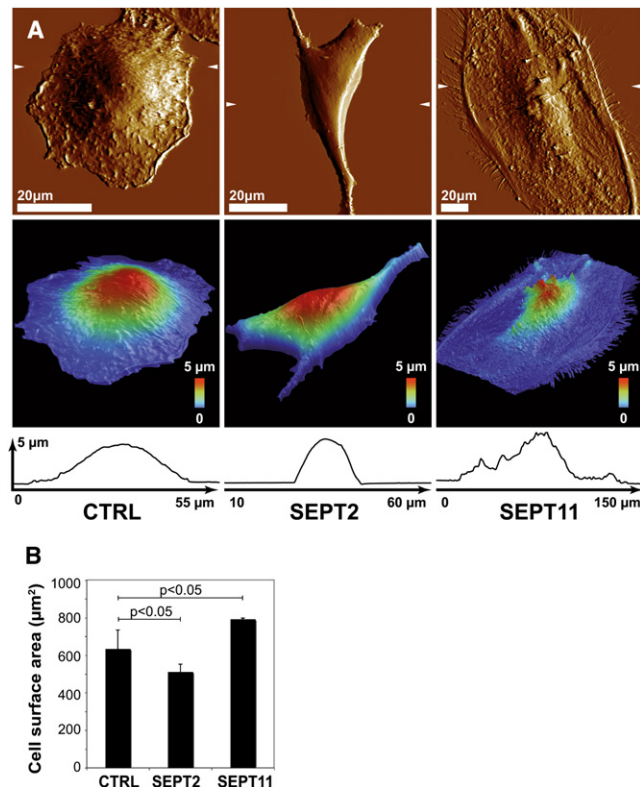 A
20µm
20µm
20µm
5 µm
0
5 µm
0
5 µm
0
5 µm
0
55 µm
10
60 µm
0
150 µm
CTRL
SEPT2
SEPT11
B
Cell surface area (µm²)
1000
800
600
400
200
0
p<0.05
p<0.05
CTRL
SEPT2
SEPT11